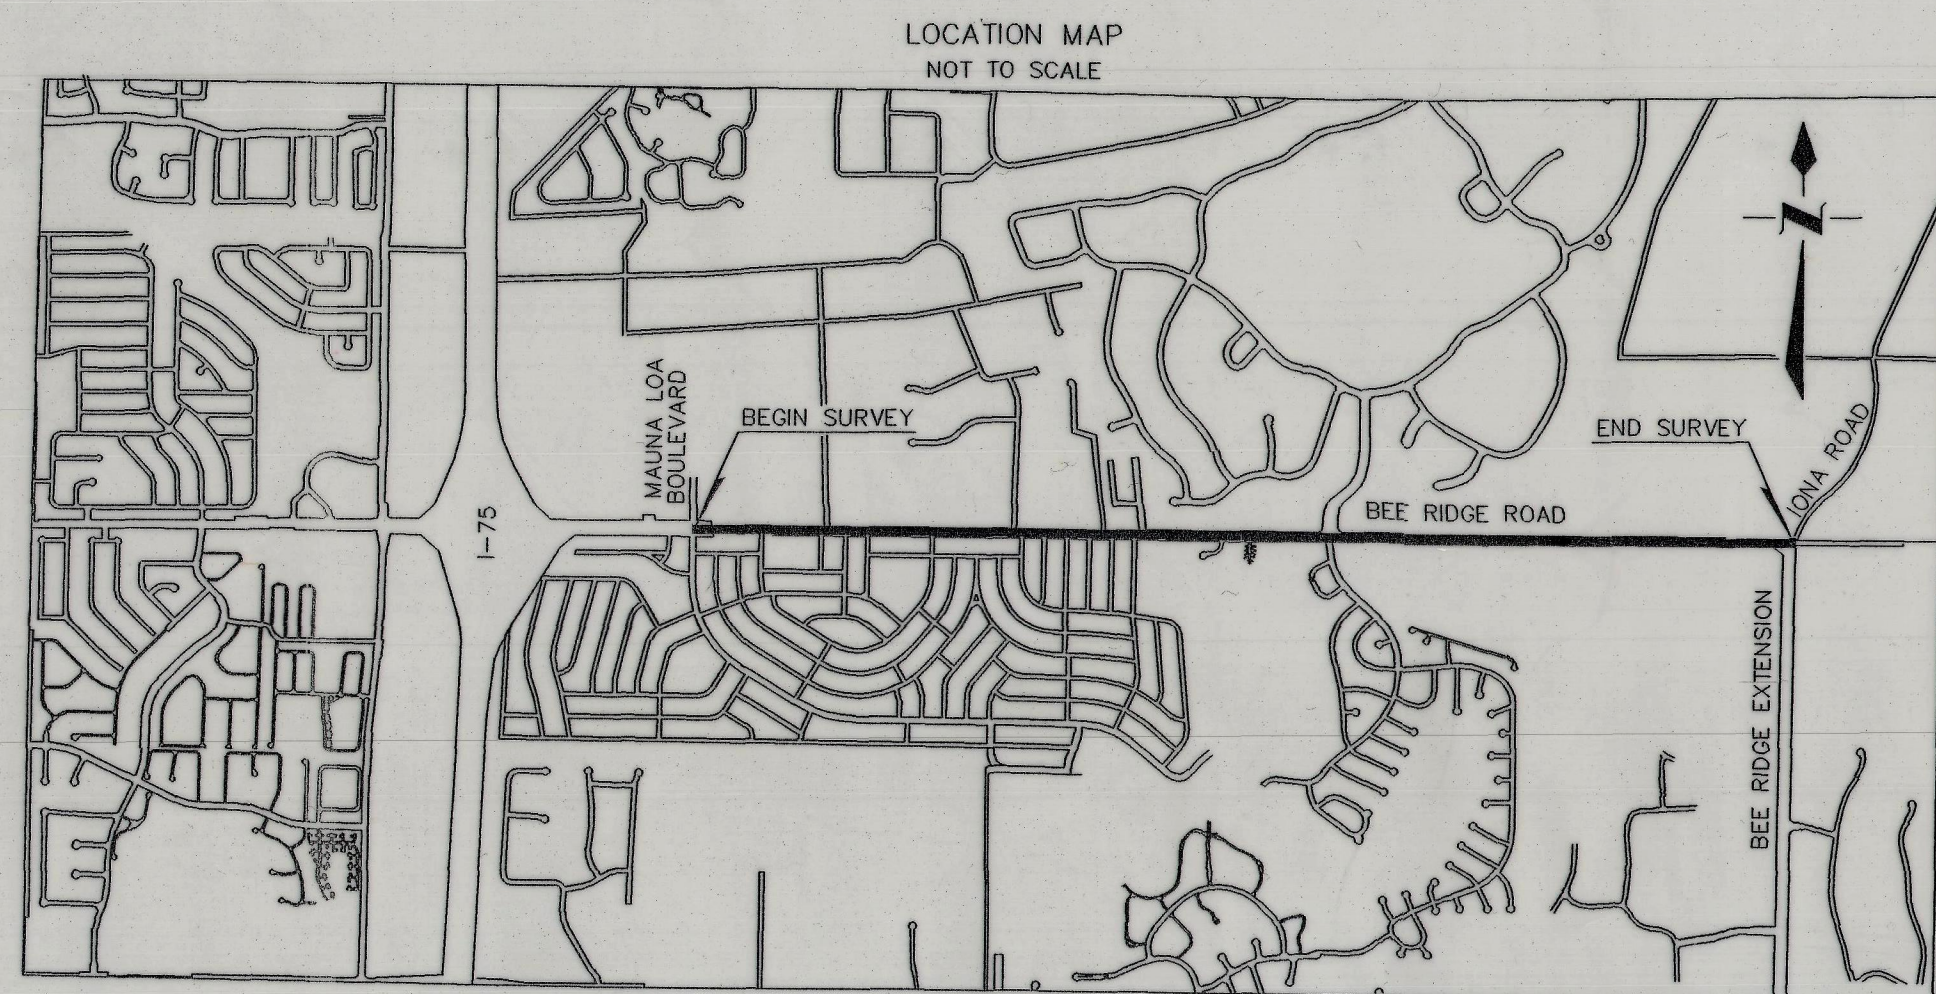 LOCATION MAP
NOT TO SCALE
N
MAUNA LOA
BOULEVARD
BEGIN SURVEY
END SURVEY
IONA ROAD
I-75
BEE RIDGE ROAD
BEE RIDGE EXTENSION